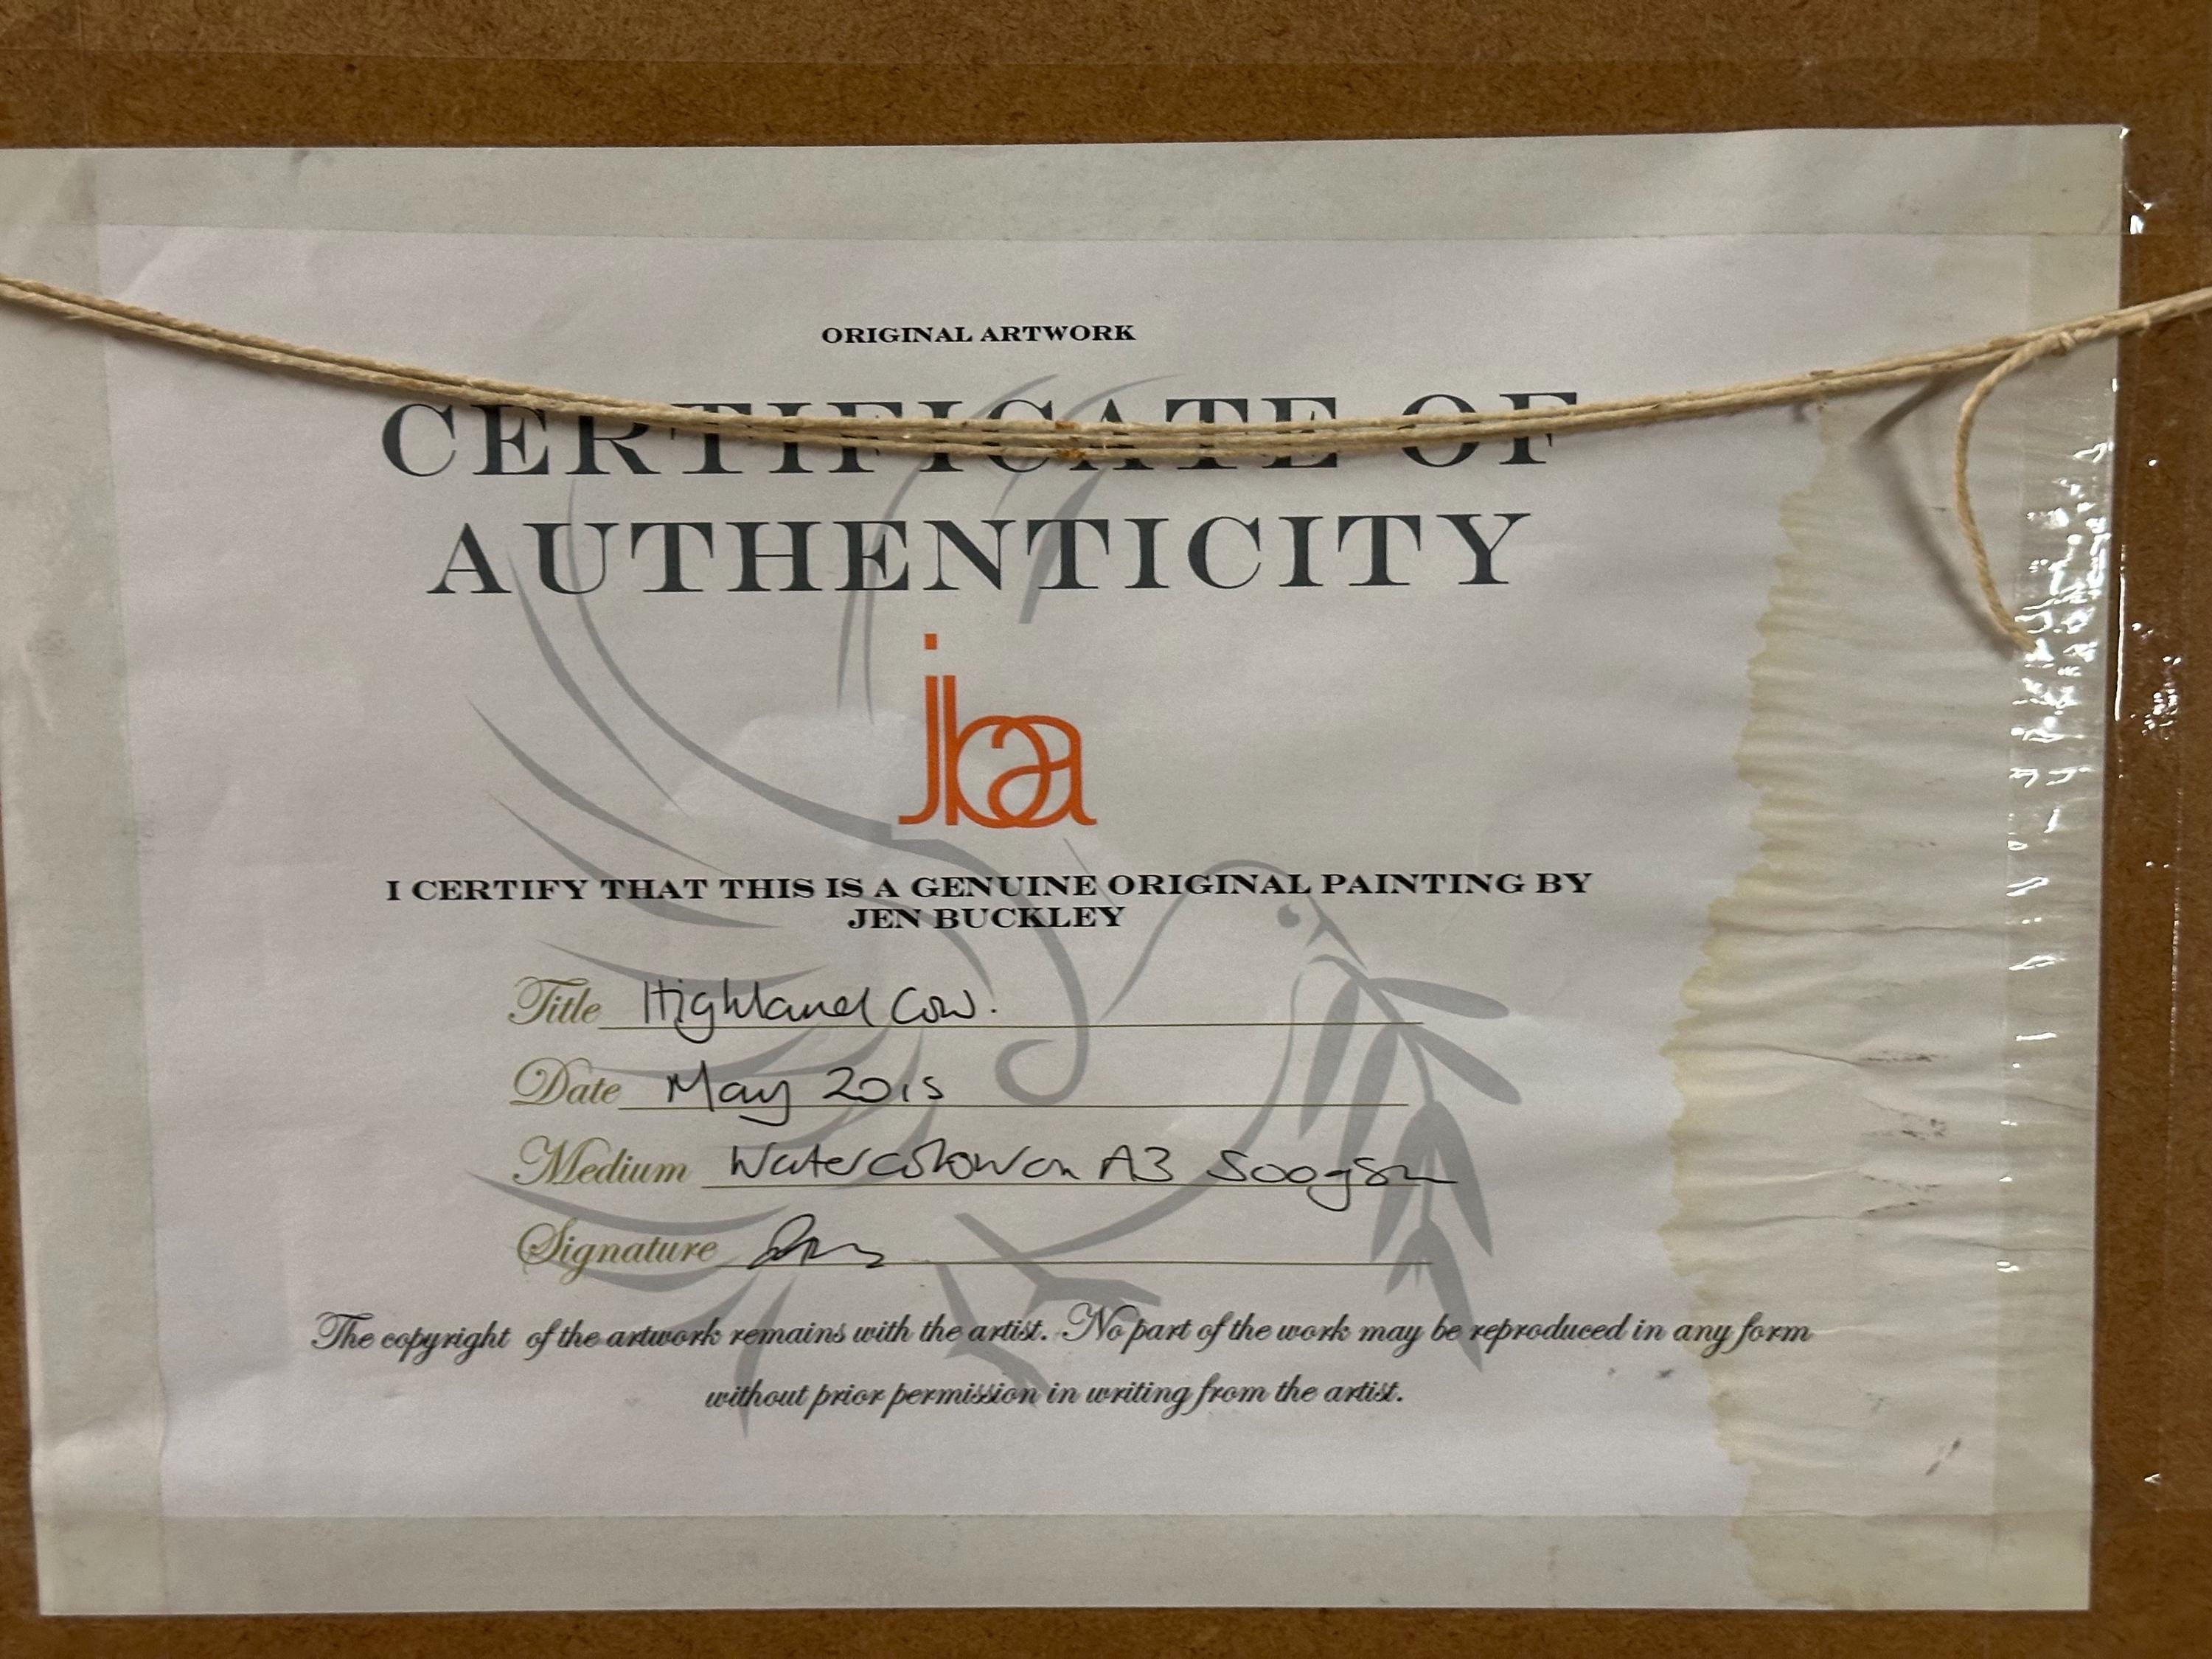 ORIGINAL ARTWORK
CERTIFICATE OF
AUTHENTICITY
jba
I CERTIFY THAT THIS IS A GENUINE ORIGINAL PAINTING BY
JEN BUCKLEY
Title Highland Cow.
Date May 2015
Medium Watercolour on A3 500gsm
Signature
The copyright of the artwork remains with the artist. No part of the work may be reproduced in any form
without prior permission in writing from the artist.